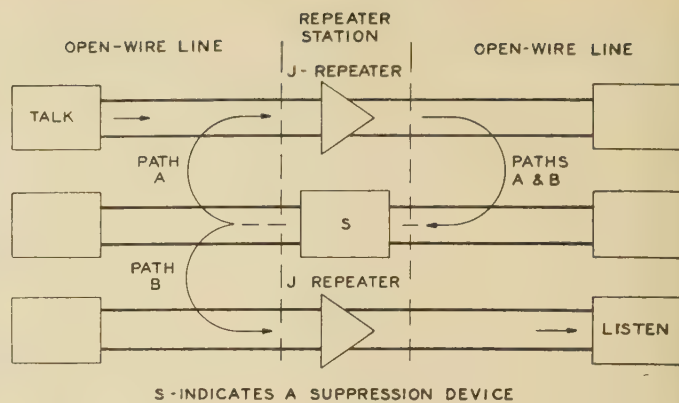 REPEATER
STATION
OPEN-WIRE LINE
OPEN-WIRE LINE
J-REPEATER
TALK
PATH
A
PATHS
A & B
S
PATH
B
J REPEATER
LISTEN
S-INDICATES A SUPPRESSION DEVICE